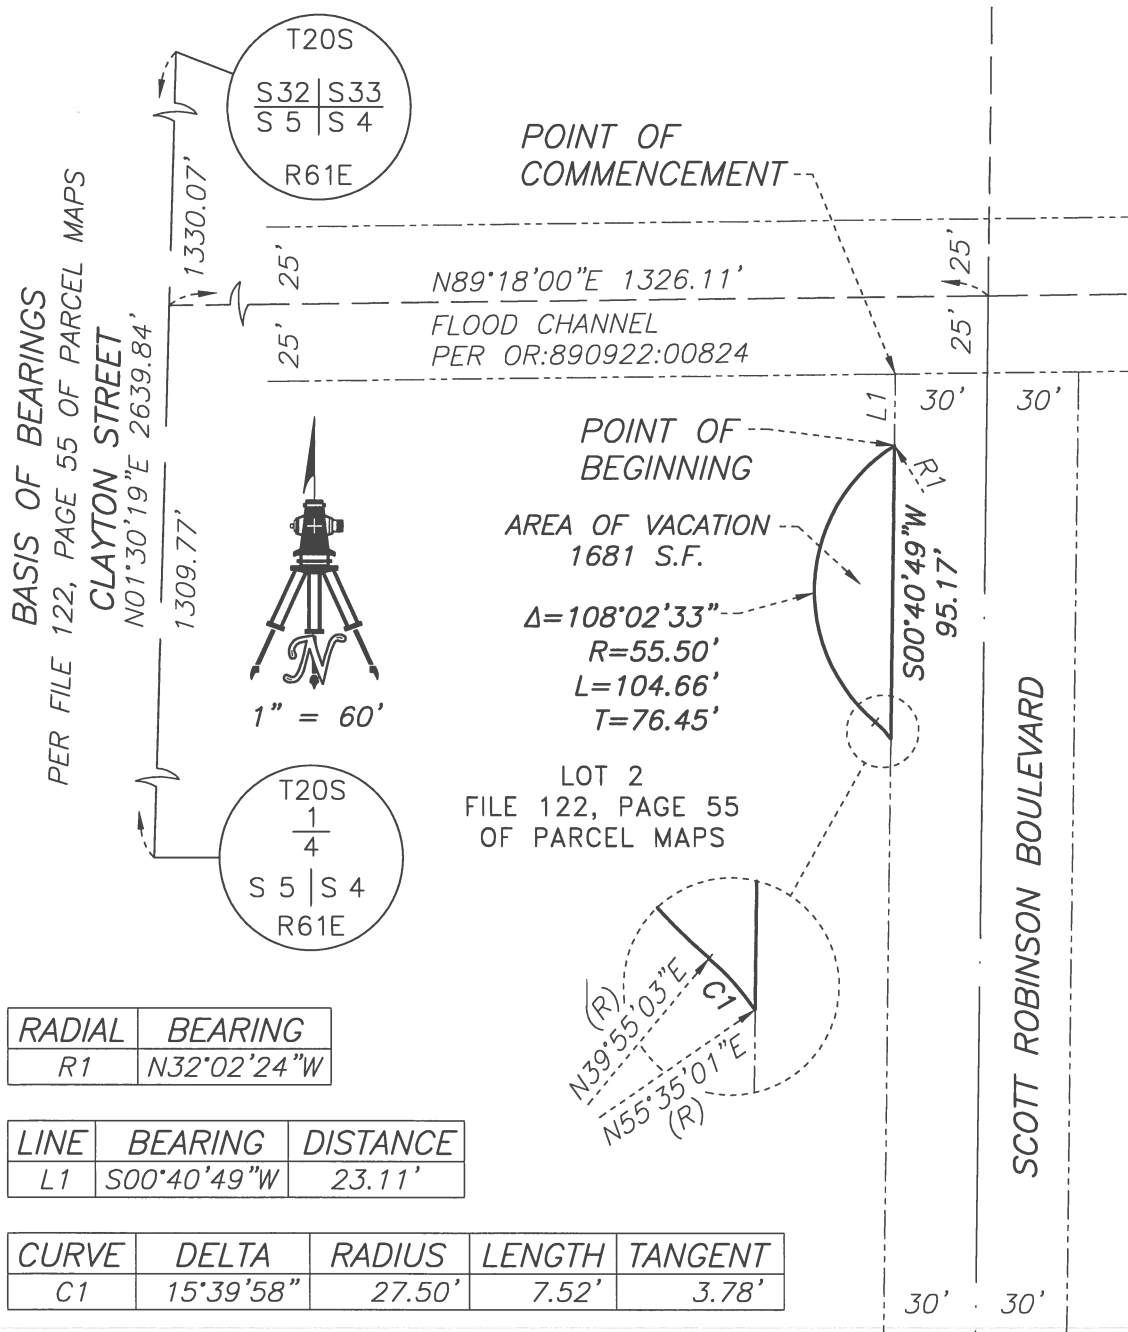 T20S
S32 S33
S 5 S 4
R61E
POINT OF
COMMENCEMENT
BASIS OF BEARINGS
PER FILE 122, PAGE 55 OF PARCEL MAPS
CLAYTON STREET
N01°30'19"E 2639.84'
1330.07'
1309.77'
25'
25'
N89°18'00"E 1326.11'
FLOOD CHANNEL
PER OR:890922:00824
25'
25'
L1
30'
30'
POINT OF
BEGINNING
R1
AREA OF VACATION
1681 S.F.
Δ=108°02'33"
R=55.50'
L=104.66'
T=76.45'
S00°40'49"W
95.17'
N
1" = 60'
LOT 2
FILE 122, PAGE 55
OF PARCEL MAPS
T20S
1
4
S 5 S 4
R61E
SCOTT ROBINSON BOULEVARD
C1
(R)
N39°55'03"E
N55°35'01"E
(R)
RADIAL BEARING
R1 N32°02'24"W
LINE BEARING DISTANCE
L1 S00°40'49"W 23.11'
CURVE DELTA RADIUS LENGTH TANGENT
C1 15°39'58" 27.50' 7.52' 3.78'
30'
30'